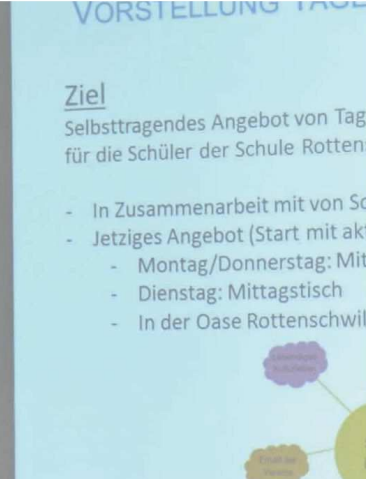 VORSTELLUNG TAGE
Ziel
Selbsttragendes Angebot von Tag
für die Schüler der Schule Rotten
- In Zusammenarbeit mit von Sc
- Jetziges Angebot (Start mit akt
- Montag/Donnerstag: Mit
- Dienstag: Mittagstisch
- In der Oase Rottenschwil